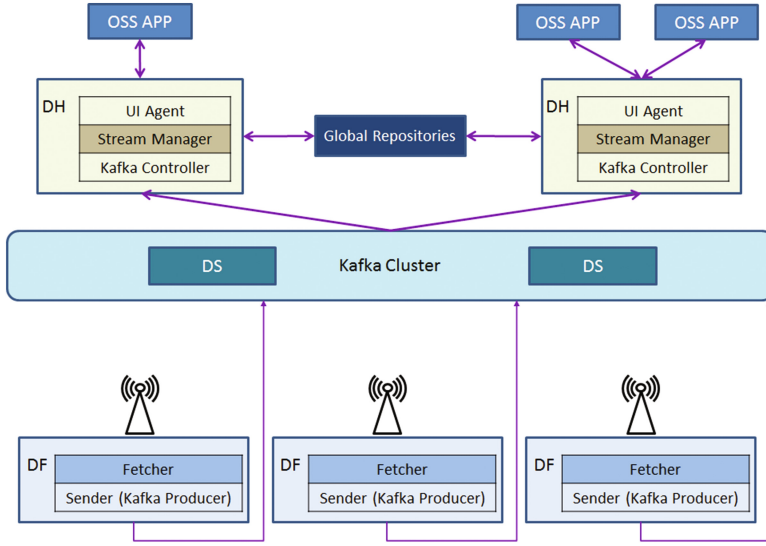 OSS APP
OSS APP
OSS APP
DH
UI Agent
Stream Manager
Kafka Controller
Global Repositories
DH
UI Agent
Stream Manager
Kafka Controller
DS
Kafka Cluster
DS
DF
Fetcher
Sender (Kafka Producer)
DF
Fetcher
Sender (Kafka Producer)
DF
Fetcher
Sender (Kafka Producer)